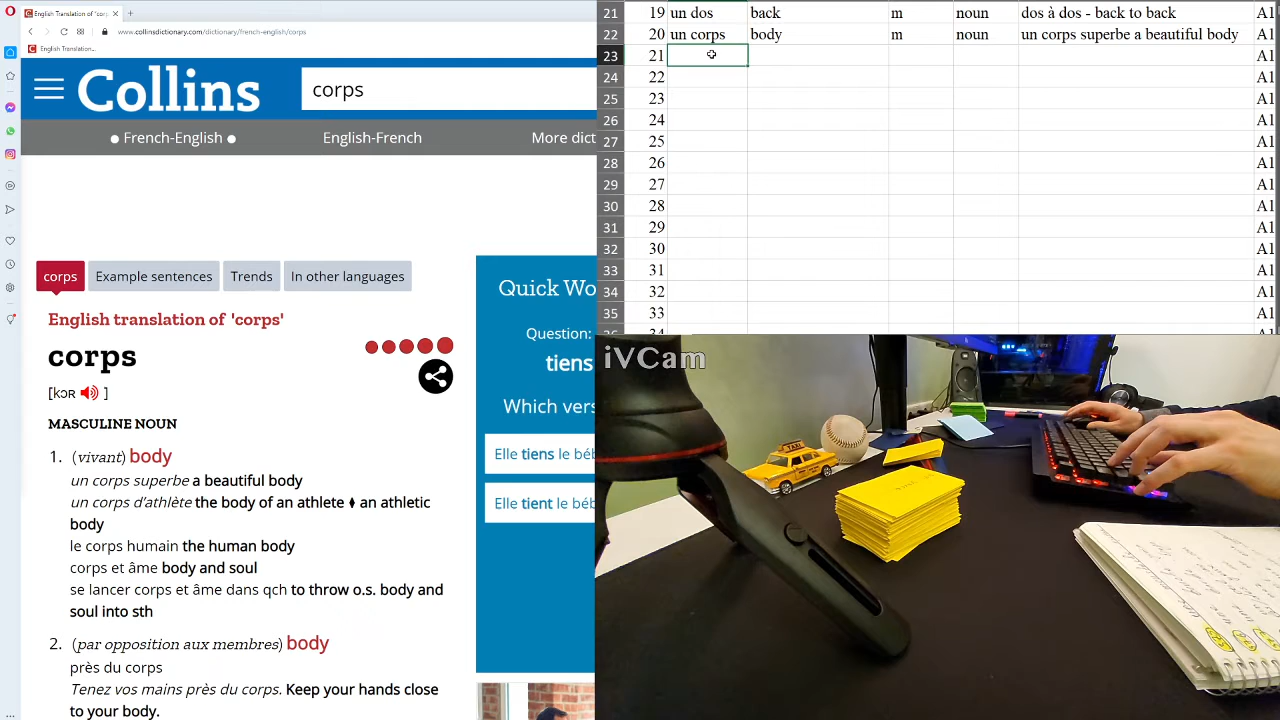 English Translation of "corp
www.collinsdictionary.com/dictionary/french-english/corps
English Translation...
Collins
corps
French-English
English-French
More dict
corps
Example sentences
Trends
In other languages
English translation of 'corps'
corps
[kɔʀ ]
MASCULINE NOUN
1. (vivant) body
un corps superbe a beautiful body
un corps d'athlète the body of an athlete ♦ an athletic
body
le corps humain the human body
corps et âme body and soul
se lancer corps et âme dans qch to throw o.s. body and
soul into sth
2. (par opposition aux membres) body
près du corps
Tenez vos mains près du corps. Keep your hands close
to your body.
Quick Wo
Question:
tiens
Which vers
Elle tiens le béb
Elle tient le béb
21 19 un dos back m noun dos à dos - back to back A1
22 20 un corps body m noun un corps superbe a beautiful body A1
23 21 A1
24 22 A1
25 23 A1
26 24 A1
27 25 A1
28 26 A1
29 27 A1
30 28 A1
31 29 A1
32 30 A1
33 31 A1
34 32 A1
35 33 A1
36 34
iVCam
TAXI